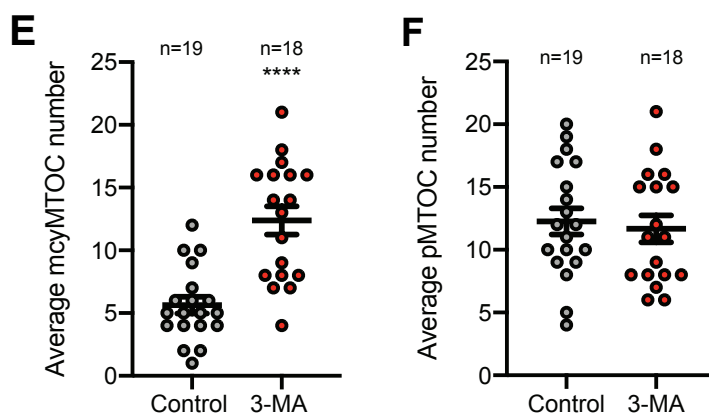 E
n=19
n=18
****
Average mcyMTOC number
25
20
15
10
5
0
Control
3-MA
F
n=19
n=18
Average pMTOC number
25
20
15
10
5
0
Control
3-MA